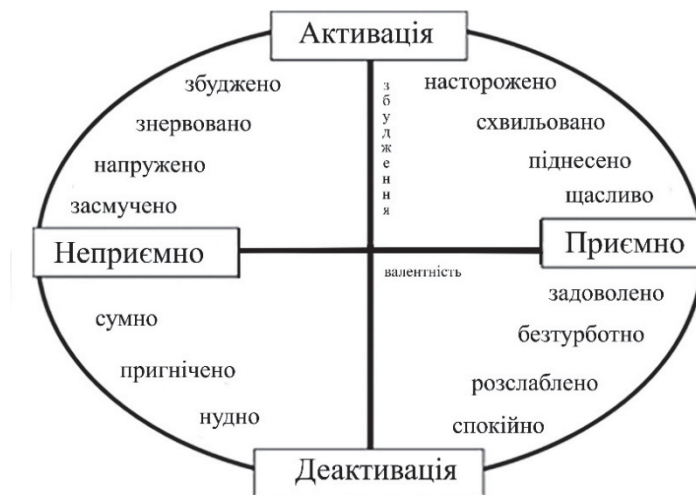 Активація
збуджено
знервовано
напружено
засмучено
збудження
насторожено
схвильовано
піднесено
щасливо
Неприємно
Приємно
валентність
сумно
пригнічено
нудно
задоволено
безтурботно
розслаблено
спокійно
Деактивація